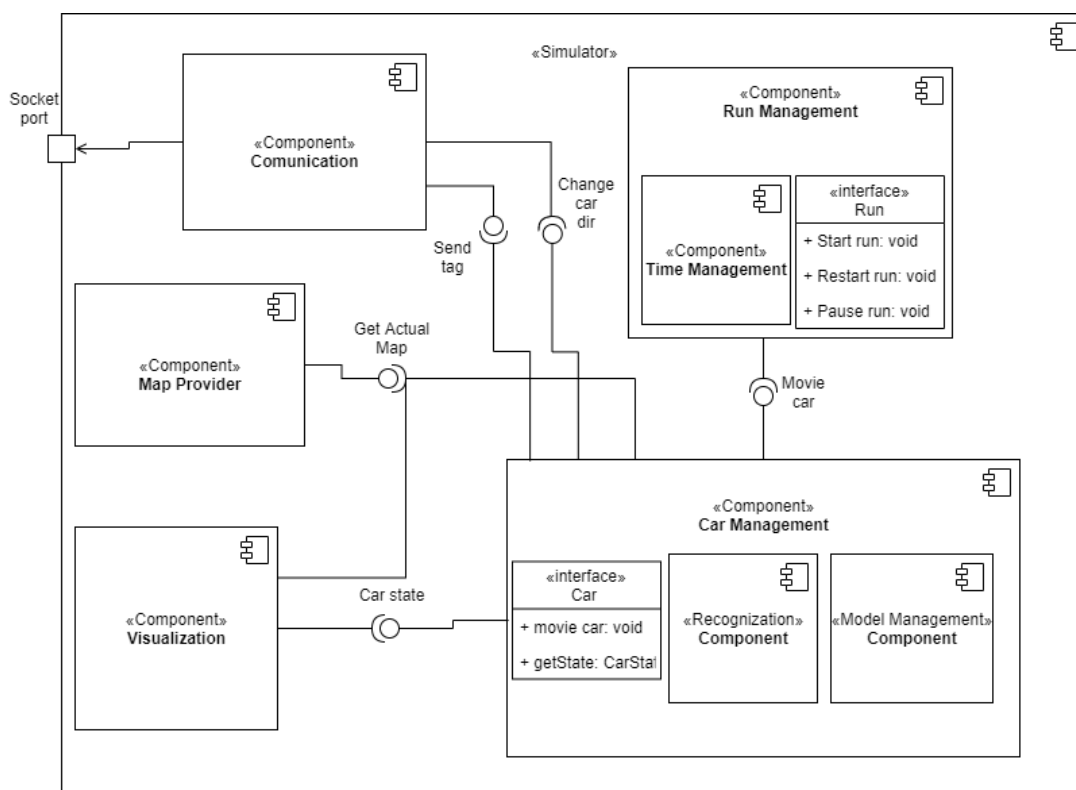 «Simulator»
Socket
port
«Component»
Comunication
«Component»
Run Management
«Component»
Time Management
«interface»
Run
+ Start run: void
+ Restart run: void
+ Pause run: void
Send
tag
Change
car
dir
«Component»
Map Provider
Get Actual
Map
Movie
car
«Component»
Visualization
Car state
«Component»
Car Management
«interface»
Car
+ movie car: void
+ getState: CarStat
«Recognization»
Component
«Model Management»
Component